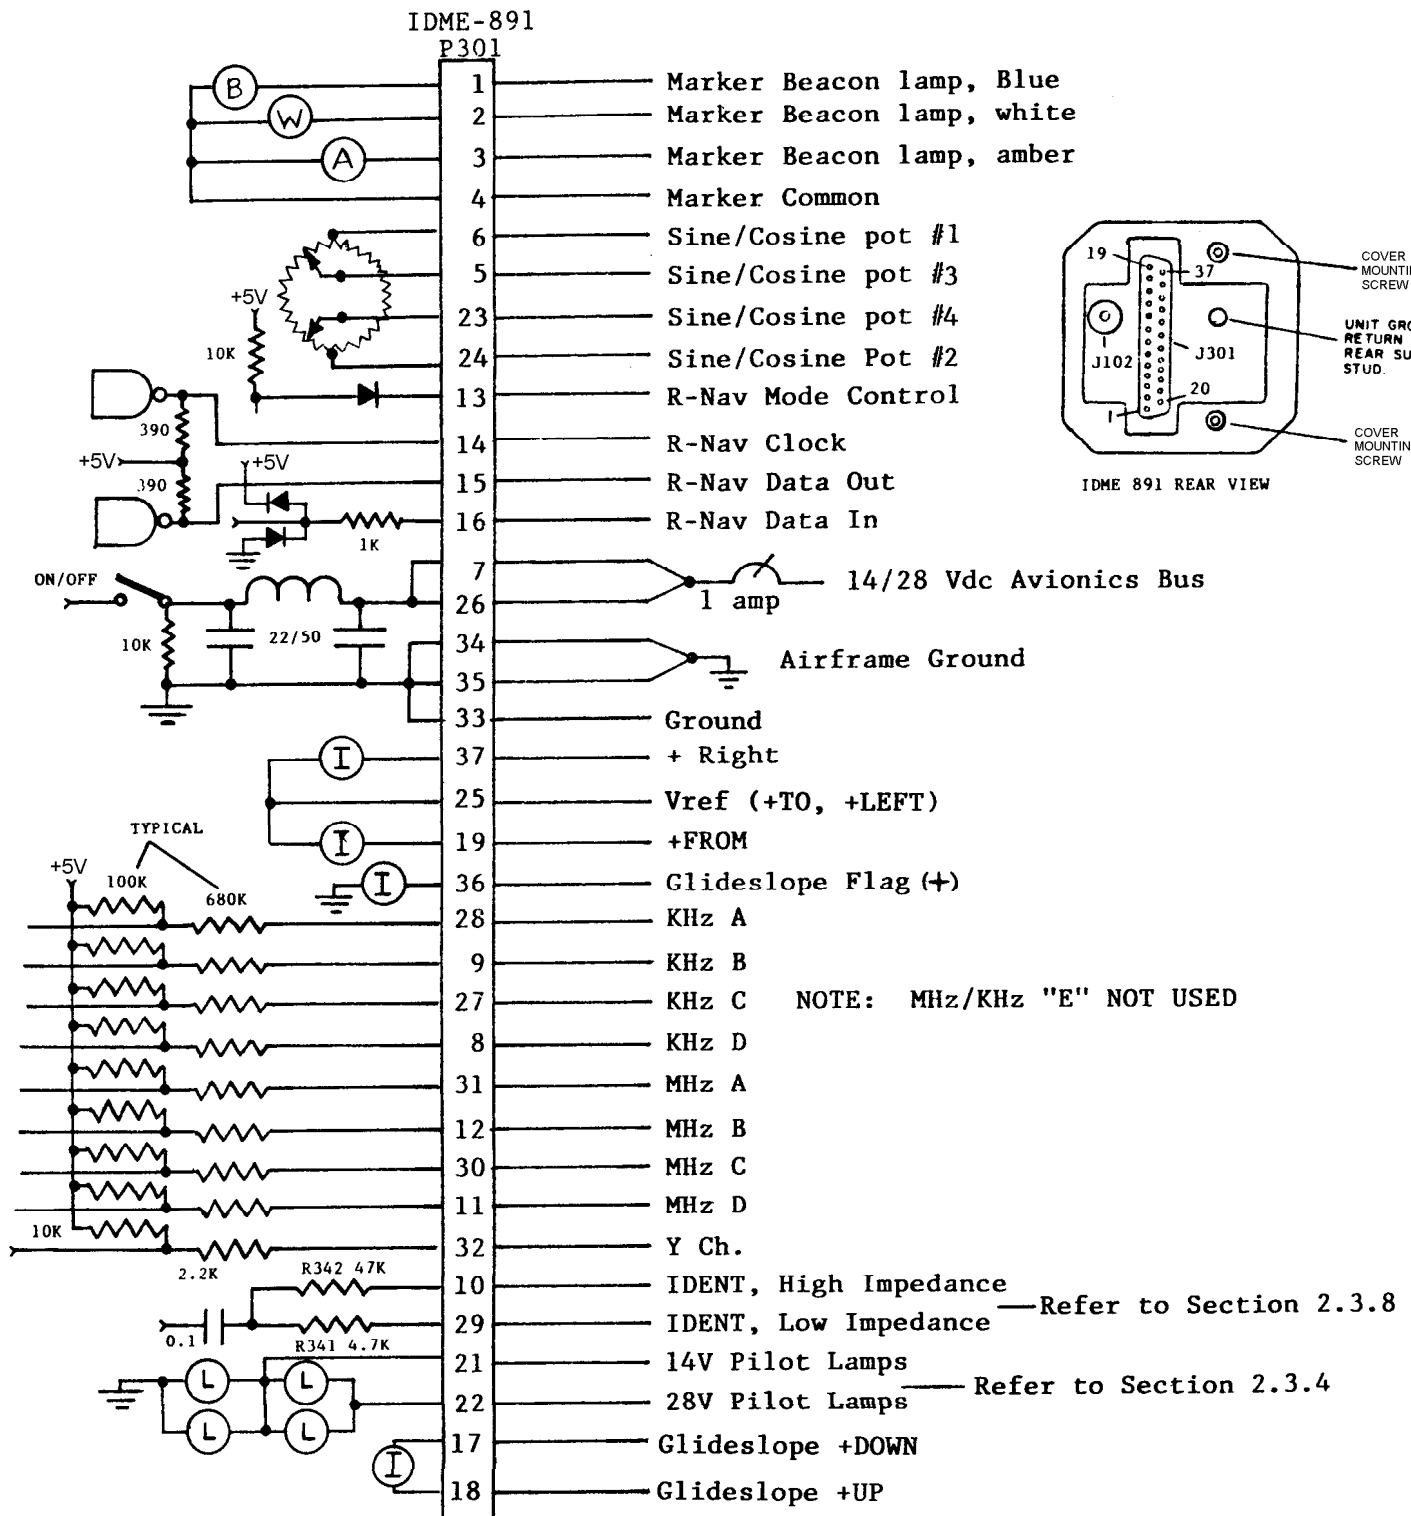 IDME-891
P301
B
1
Marker Beacon lamp, Blue
W
2
Marker Beacon lamp, white
A
3
Marker Beacon lamp, amber
4
Marker Common
6
Sine/Cosine pot #1
5
Sine/Cosine pot #3
+5V
23
Sine/Cosine pot #4
10K
24
Sine/Cosine Pot #2
13
R-Nav Mode Control
390
14
R-Nav Clock
+5V
+5V
390
15
R-Nav Data Out
16
R-Nav Data In
1K
19
37
COVER
SCREW
J102
J301
UNIT
RETURN
REAR
STUD.
20
1
COVER
SCREW
IDME 891 REAR VIEW
ON/OFF
7
26
1 amp
14/28 Vdc Avionics Bus
10K
22/50
34
35
Airframe Ground
33
Ground
I
37
+ Right
25
Vref (+TO, +LEFT)
I
19
+FROM
TYPICAL
+5V
100K
680K
I
36
Glideslope Flag (+)
28
KHz A
9
KHz B
27
KHz C
NOTE: MHz/KHz "E" NOT USED
8
KHz D
31
MHz A
12
MHz B
30
MHz C
11
MHz D
10K
2.2K
32
Y Ch.
R342 47K
10
IDENT, High Impedance
0.1
R341 4.7K
29
IDENT, Low Impedance
Refer to Section 2.3.8
L
L
21
14V Pilot Lamps
L
L
22
28V Pilot Lamps
Refer to Section 2.3.4
I
17
Glideslope +DOWN
18
Glideslope +UP